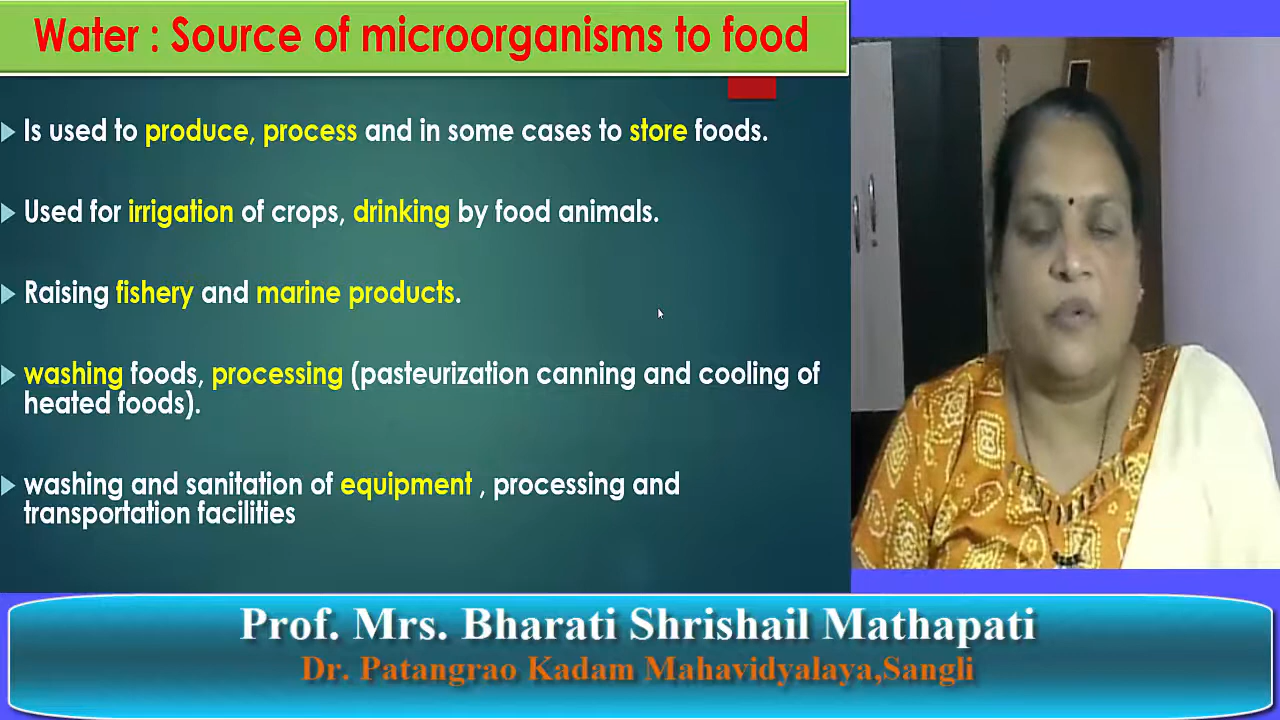 Water : Source of microorganisms to food
Is used to produce, process and in some cases to store foods.
Used for irrigation of crops, drinking by food animals.
Raising fishery and marine products.
washing foods, processing (pasteurization canning and cooling of
heated foods).
washing and sanitation of equipment , processing and
transportation facilities
Prof. Mrs. Bharati Shrishail Mathapati
Dr. Patangrao Kadam Mahavidyalaya,Sangli